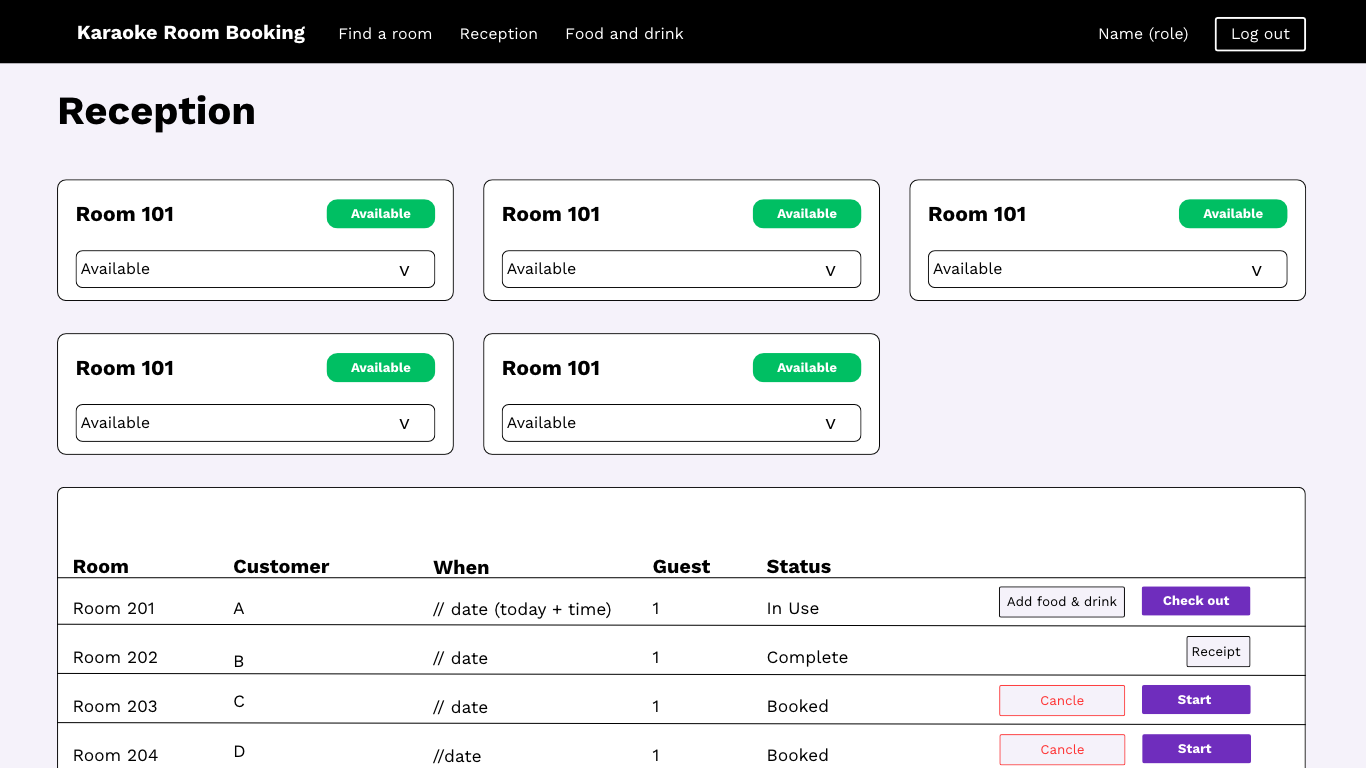 Karaoke Room Booking Find a room Reception Food and drink Name (role) Log out
Reception
Room 101 Available Room 101 Available Room 101 Available
Available V Available V Available V
Room 101 Available Room 101 Available
Available V Available V
Room Customer When Guest Status
Room 201 A // date (today + time) 1 In Use Add food & drink Check out
Room 202 B // date 1 Complete Receipt
Room 203 C // date 1 Booked Cancle Start
Room 204 D //date 1 Booked Cancle Start